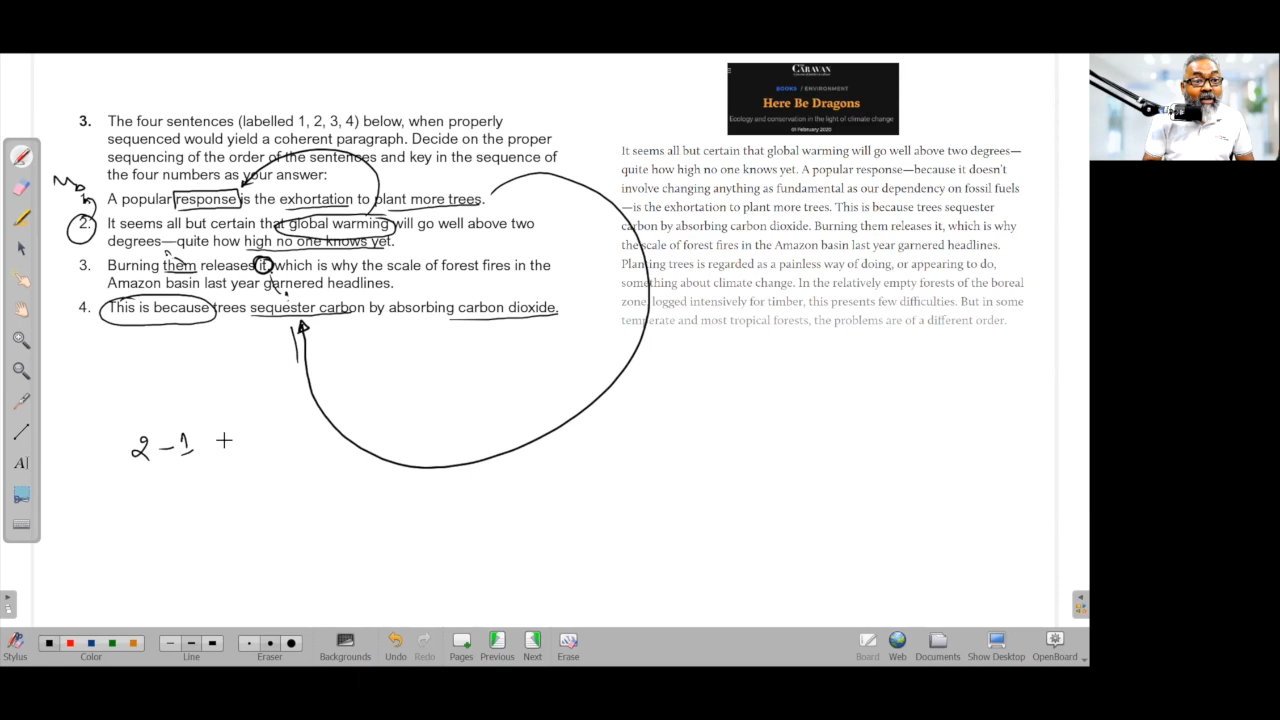 3. The four sentences (labelled 1, 2, 3, 4) below, when properly
sequenced would yield a coherent paragraph. Decide on the proper
sequencing of the order of the sentences and key in the sequence of
the four numbers as your answer:
A popular response is the exhortation to plant more trees.
2. It seems all but certain that global warming will go well above two
degrees—quite how high no one knows yet.
3. Burning them releases it, which is why the scale of forest fires in the
Amazon basin last year garnered headlines.
4. This is because trees sequester carbon by absorbing carbon dioxide.
2 - 1
CARAVAN
BOOKS / ENVIRONMENT
Here Be Dragons
Ecology and conservation in the light of climate change
01 February 2020
It seems all but certain that global warming will go well above two degrees—
quite how high no one knows yet. A popular response—because it doesn't
involve changing anything as fundamental as our dependency on fossil fuels
—is the exhortation to plant more trees. This is because trees sequester
carbon by absorbing carbon dioxide. Burning them releases it, which is why
the scale of forest fires in the Amazon basin last year garnered headlines.
Planting trees is regarded as a painless way of doing, or appearing to do,
something about climate change. In the relatively empty forests of the boreal
zone, logged intensively for timber, this presents few difficulties. But in some
temperate and most tropical forests, the problems are of a different order.
Stylus
Color
Line
Eraser
Backgrounds
Undo
Redo
Pages
Previous
Next
Erase
Board
Web
Documents
Show Desktop
OpenBoard